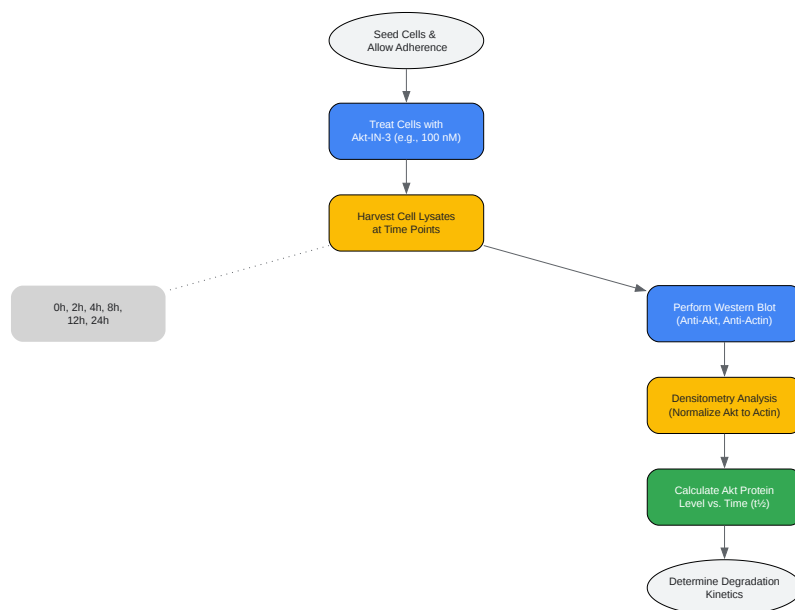 Seed Cells &
Allow Adherence
Treat Cells with
Akt-IN-3 (e.g., 100 nM)
Harvest Cell Lysates
at Time Points
0h, 2h, 4h, 8h,
12h, 24h
Perform Western Blot
(Anti-Akt, Anti-Actin)
Densitometry Analysis
(Normalize Akt to Actin)
Calculate Akt Protein
Level vs. Time (t½)
Determine Degradation
Kinetics